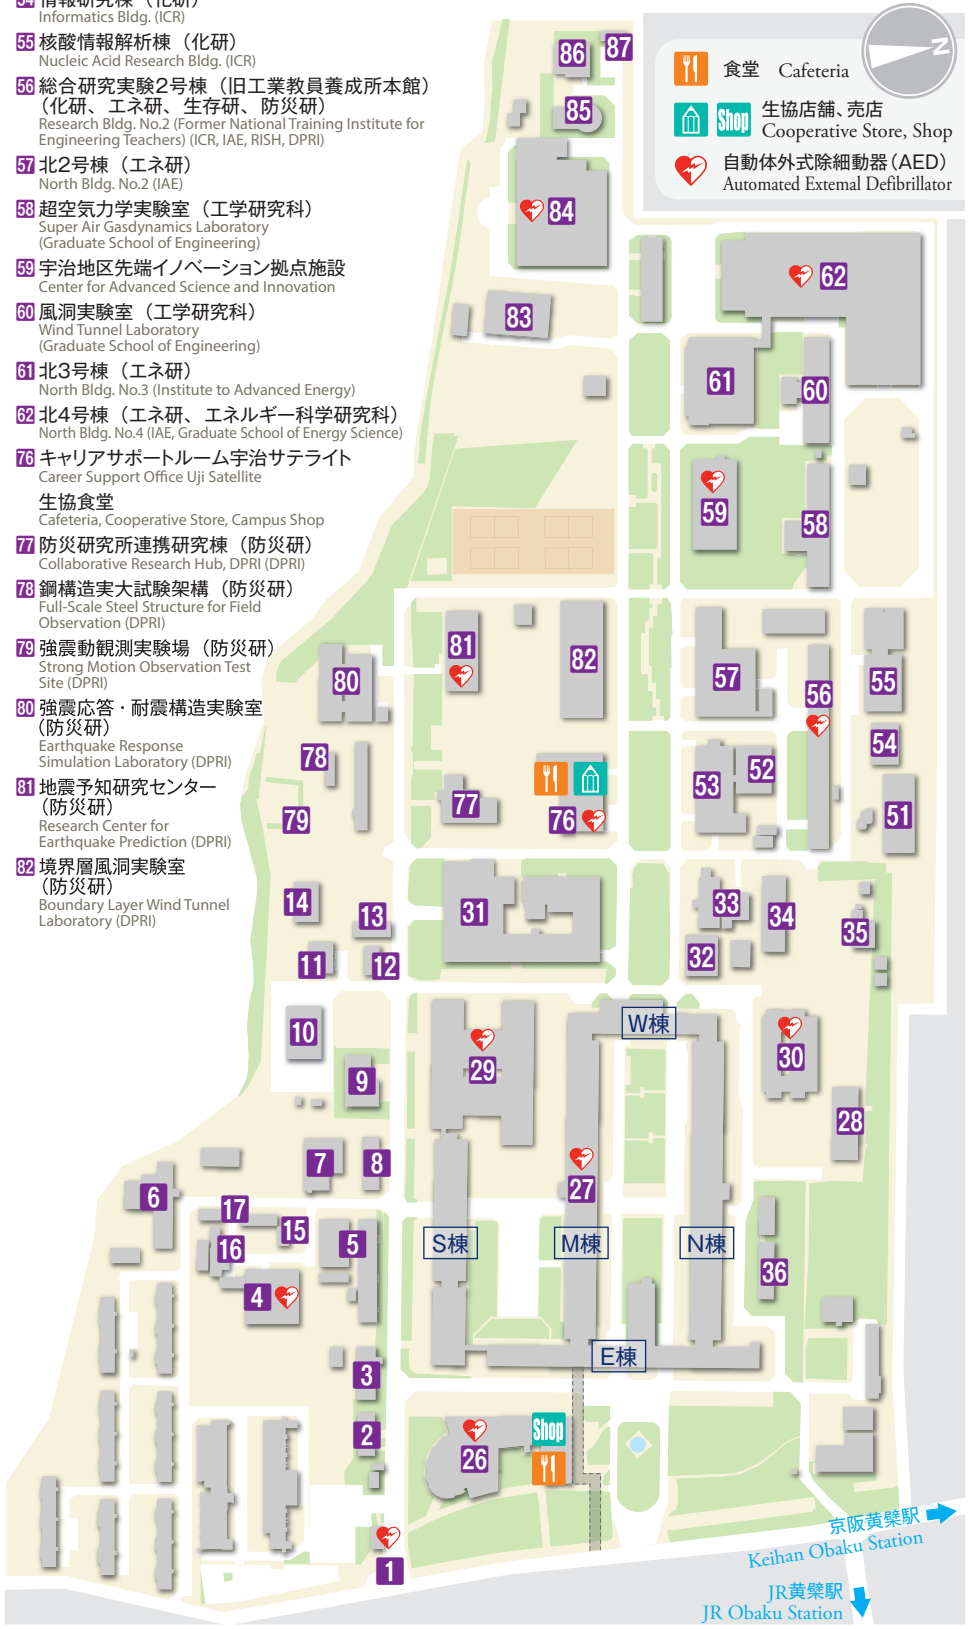 54 情報研究棟（化研）
Informatics Bldg. (ICR)
55 核酸情報解析棟（化研）
Nucleic Acid Research Bldg. (ICR)
56 総合研究実験2号棟（旧工業教員養成所本館）
（化研、エネ研、生存研、防災研）
Research Bldg. No.2 (Former National Training Institute for
Engineering Teachers) (ICR, IAE, RISH, DPRI)
57 北2号棟（エネ研）
North Bldg. No.2 (IAE)
58 超空気力学実験室（工学研究科）
Super Air Gasdynamics Laboratory
(Graduate School of Engineering)
59 宇治地区先端イノベーション拠点施設
Center for Advanced Science and Innovation
60 風洞実験室（工学研究科）
Wind Tunnel Laboratory
(Graduate School of Engineering)
61 北3号棟（エネ研）
North Bldg. No.3 (Institute to Advanced Energy)
62 北4号棟（エネ研、エネルギー科学研究科）
North Bldg. No.4 (IAE, Graduate School of Energy Science)
76 キャリアサポートルーム宇治サテライト
Career Support Office Uji Satellite
生協食堂
Cafeteria, Cooperative Store, Campus Shop
77 防災研究所連携研究棟（防災研）
Collaborative Research Hub, DPRI (DPRI)
78 鋼構造実大試験架構（防災研）
Full-Scale Steel Structure for Field
Observation (DPRI)
79 強震動観測実験場（防災研）
Strong Motion Observation Test
Site (DPRI)
80 強震応答・耐震構造実験室
（防災研）
Earthquake Response
Simulation Laboratory (DPRI)
81 地震予知研究センター
（防災研）
Research Center for
Earthquake Prediction (DPRI)
82 境界層風洞実験室
（防災研）
Boundary Layer Wind Tunnel
Laboratory (DPRI)
N
食堂 Cafeteria
Shop 生協店舗、売店
Cooperative Store, Shop
自動体外式除細動器（AED）
Automated Extemal Defibrillator
86
87
85
84
62
83
61
60
59
58
81
82
80
57
56
55
78
54
53
52
77
76
79
51
14
13
31
33
34
35
11
12
32
10
W棟
29
30
9
28
7
8
27
6
17
15
16
5
S棟
M棟
N棟
36
4
E棟
3
2
Shop
26
1
京阪黄檗駅
Keihan Obaku Station
JR黄檗駅
JR Obaku Station